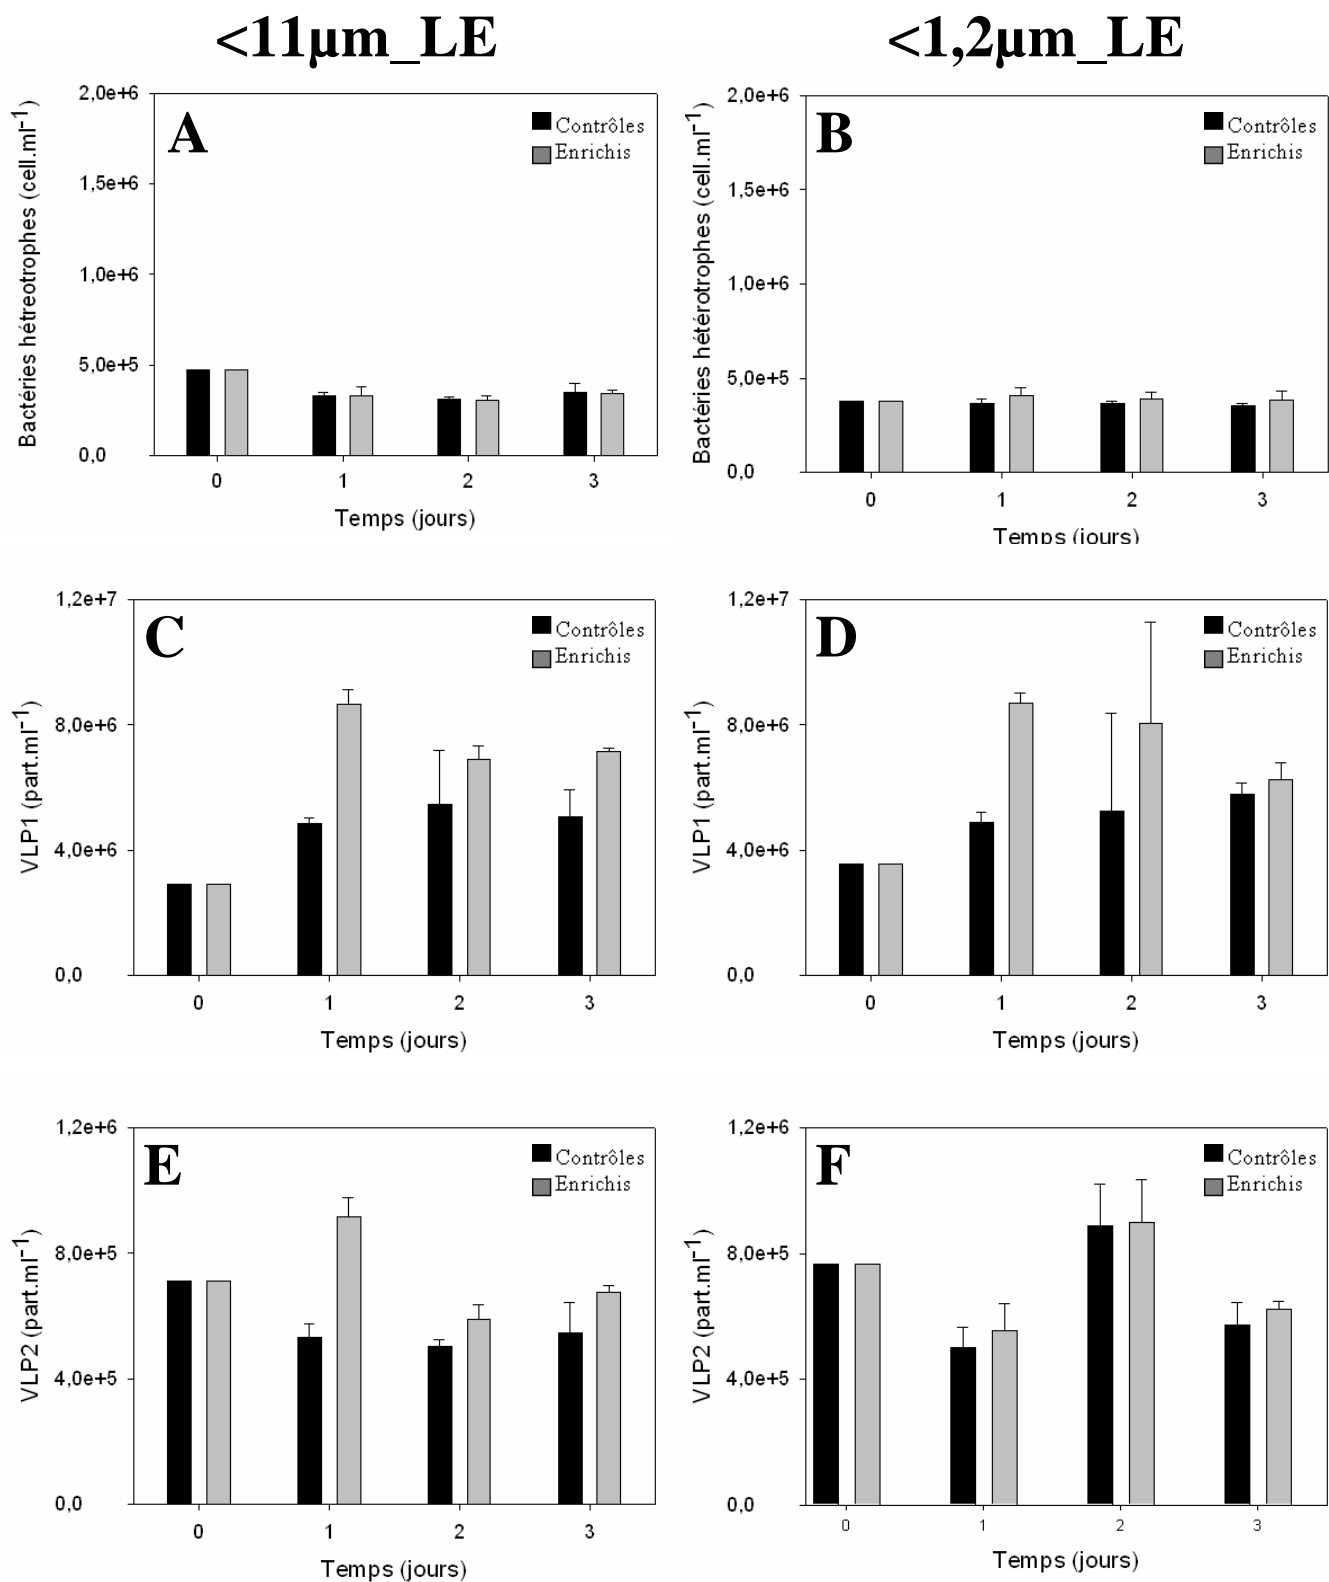 <11µm_LE
<1,2µm_LE
A
Contrôles
Enrichis
Bactéries hétreotrophes (cell.ml-1)
2,0e+6
1,5e+6
1,0e+6
5,0e+5
0,0
0 1 2 3
Temps (jours)
B
Contrôles
Enrichis
Bactéries hétérotrophes (cell.ml-1)
2,0e+6
1,5e+6
1,0e+6
5,0e+5
0,0
0 1 2 3
Temps (jours)
C
Contrôles
Enrichis
VLP1 (part.ml-1)
1,2e+7
8,0e+6
4,0e+6
0,0
0 1 2 3
Temps (jours)
D
Contrôles
Enrichis
VLP1 (part.ml-1)
1,2e+7
8,0e+6
4,0e+6
0,0
0 1 2 3
Temps (jours)
E
Contrôles
Enrichis
VLP2 (part.ml-1)
1,2e+6
8,0e+5
4,0e+5
0,0
0 1 2 3
Temps (jours)
F
Contrôles
Enrichis
VLP2 (part.ml-1)
1,2e+6
8,0e+5
4,0e+5
0,0
0 1 2 3
Temps (jours)